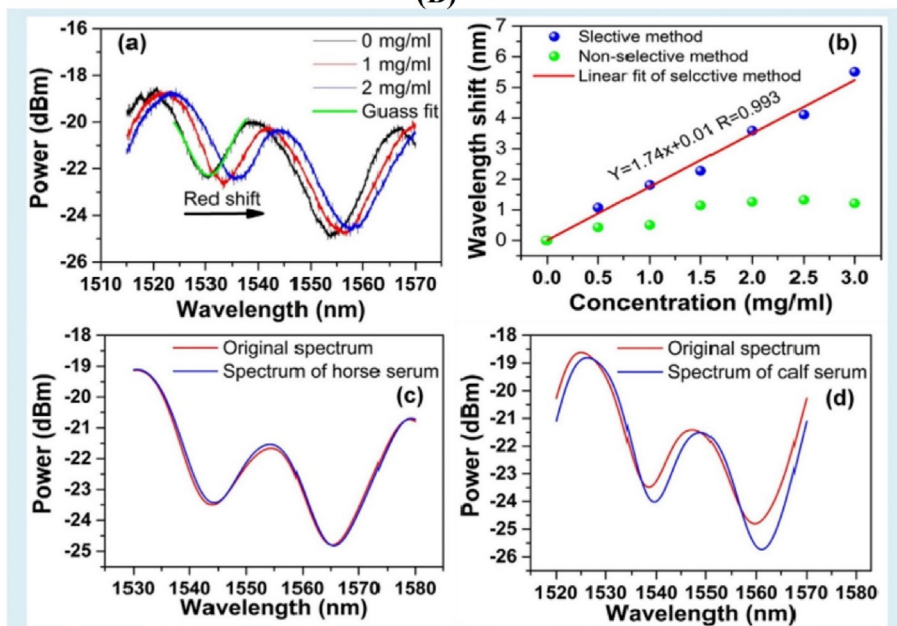 (B)
(a)
0 mg/ml
1 mg/ml
2 mg/ml
Guass fit
Red shift
Power (dBm)
-16
-18
-20
-22
-24
-26
1510 1520 1530 1540 1550 1560 1570
Wavelength (nm)
(b)
Slective method
Non-selective method
Linear fit of selcctive method
Y=1.74x+0.01 R=0.993
Wavelength shift (nm)
7
6
5
4
3
2
1
0
0.0 0.5 1.0 1.5 2.0 2.5 3.0
Concentration (mg/ml)
Original spectrum
Spectrum of horse serum
(c)
Power (dBm)
-18
-19
-20
-21
-22
-23
-24
-25
1530 1540 1550 1560 1570 1580
Wavelength (nm)
Original spectrum
Spectrum of calf serum
(d)
Power (dBm)
-18
-19
-20
-21
-22
-23
-24
-25
-26
1520 1530 1540 1550 1560 1570 1580
Wavelength (nm)